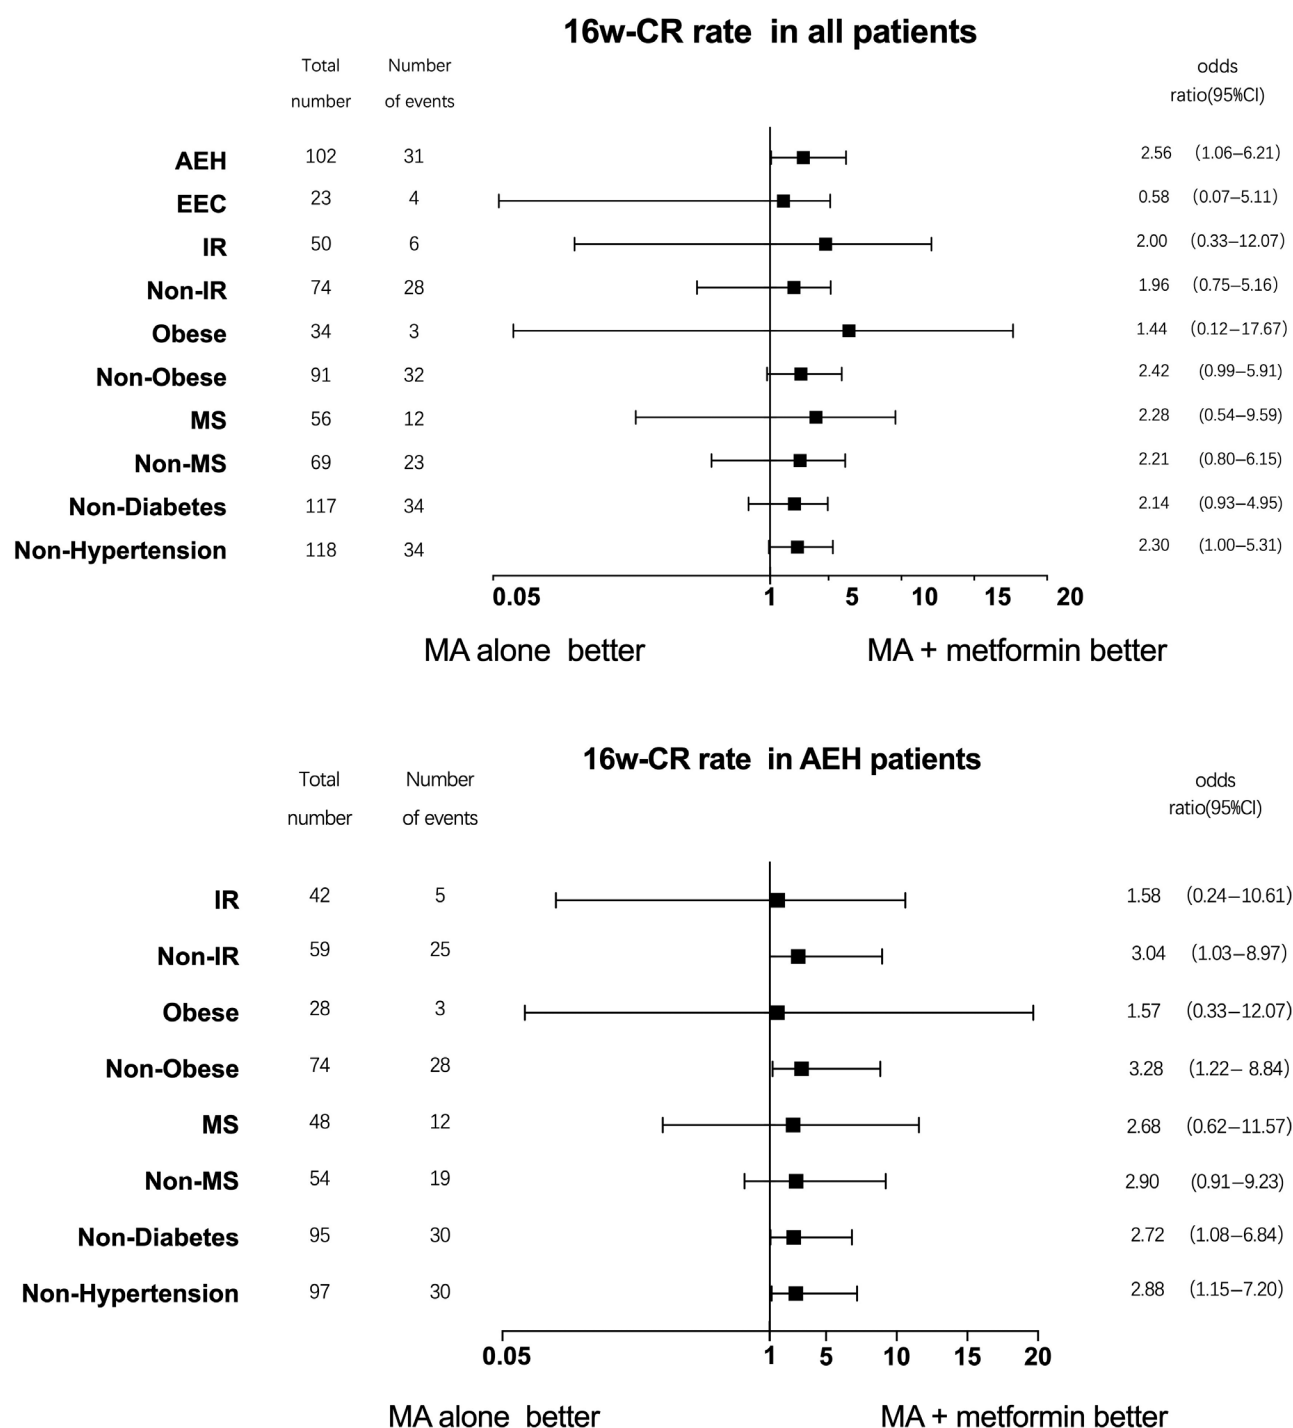 16w-CR rate in all patients
Total number Number of events odds ratio(95%CI)
AEH 102 31 2.56 (1.06–6.21)
EEC 23 4 0.58 (0.07–5.11)
IR 50 6 2.00 (0.33–12.07)
Non-IR 74 28 1.96 (0.75–5.16)
Obese 34 3 1.44 (0.12-17.67)
Non-Obese 91 32 2.42 (0.99–5.91)
MS 56 12 2.28 (0.54–9.59)
Non-MS 69 23 2.21 (0.80–6.15)
Non-Diabetes 117 34 2.14 (0.93–4.95)
Non-Hypertension 118 34 2.30 (1.00–5.31)
0.05 1 5 10 15 20
MA alone better MA + metformin better
16w-CR rate in AEH patients
Total number Number of events odds ratio(95%CI)
IR 42 5 1.58 (0.24–10.61)
Non-IR 59 25 3.04 (1.03–8.97)
Obese 28 3 1.57 (0.33–12.07)
Non-Obese 74 28 3.28 (1.22– 8.84)
MS 48 12 2.68 (0.62–11.57)
Non-MS 54 19 2.90 (0.91–9.23)
Non-Diabetes 95 30 2.72 (1.08–6.84)
Non-Hypertension 97 30 2.88 (1.15–7.20)
0.05 1 5 10 15 20
MA alone better MA + metformin better